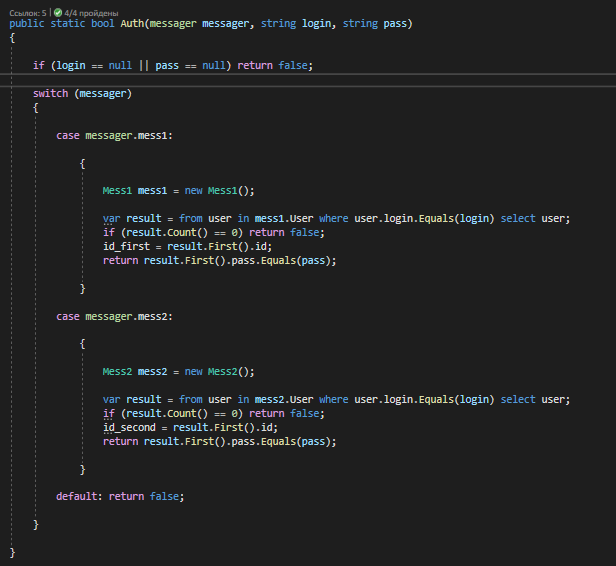 Ссылок: 5 | 4/4 пройдены
public static bool Auth(messager messager, string login, string pass)
{
if (login == null || pass == null) return false;
switch (messager)
{
case messager.mess1:
{
Mess1 mess1 = new Mess1();
var result = from user in mess1.User where user.login.Equals(login) select user;
if (result.Count() == 0) return false;
id_first = result.First().id;
return result.First().pass.Equals(pass);
}
case messager.mess2:
{
Mess2 mess2 = new Mess2();
var result = from user in mess2.User where user.login.Equals(login) select user;
if (result.Count() == 0) return false;
id_second = result.First().id;
return result.First().pass.Equals(pass);
}
default: return false;
}
}